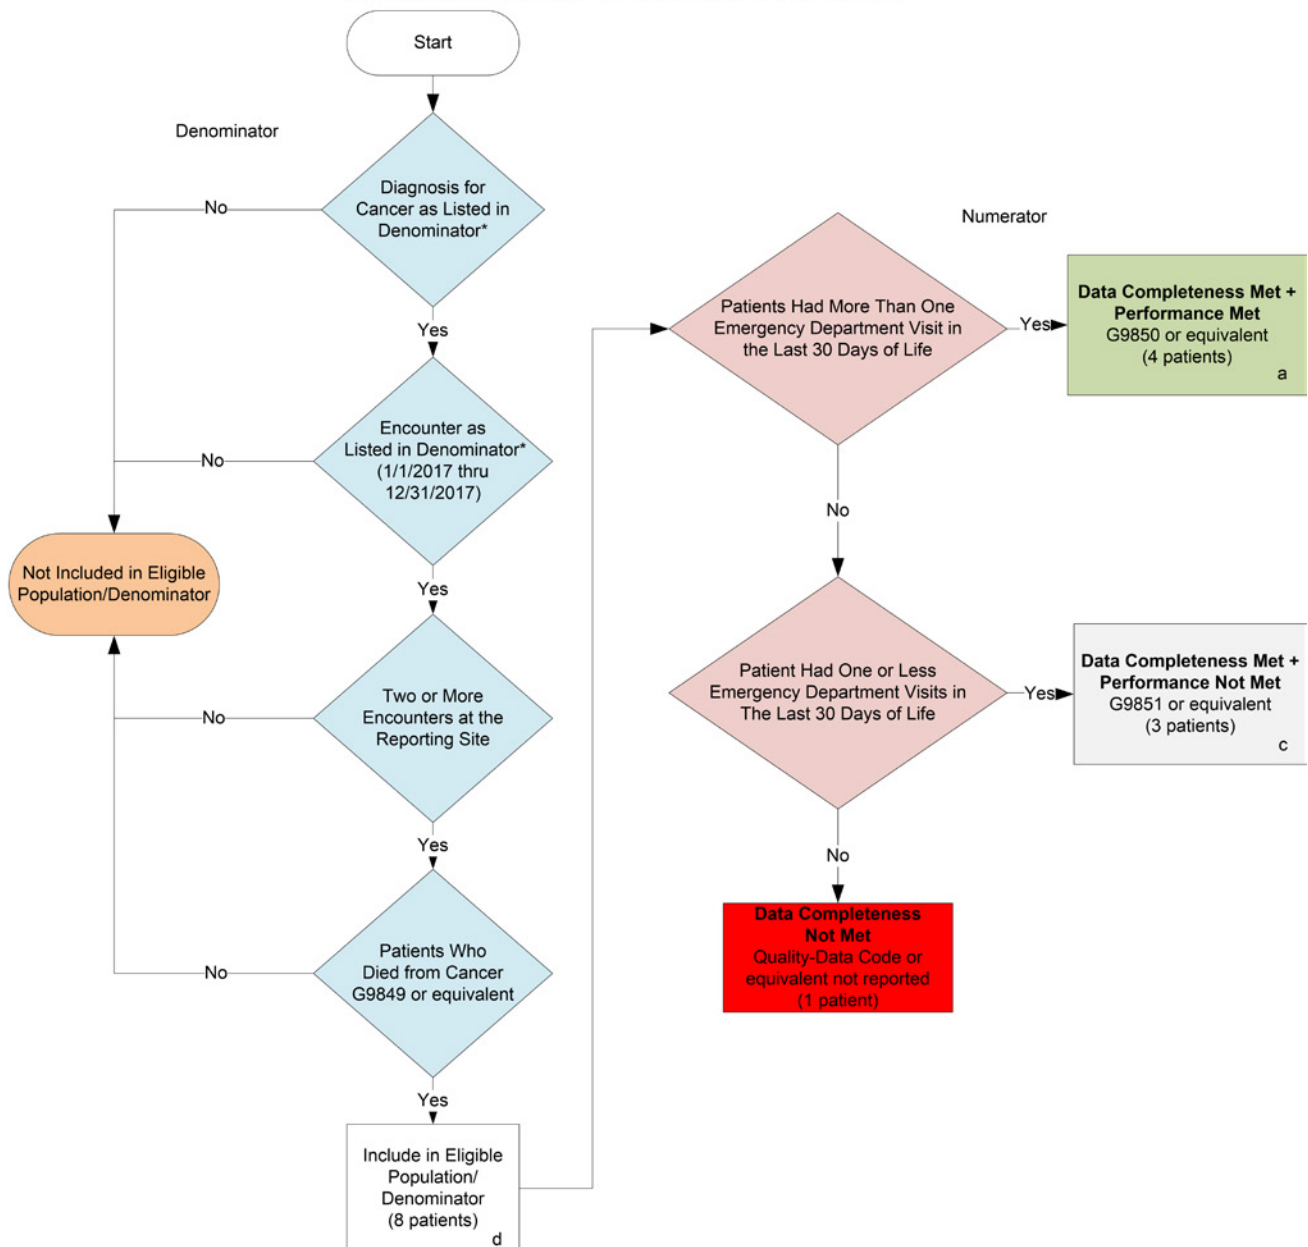 Start
Denominator
Diagnosis for
Cancer as Listed in
Denominator*
No
Yes
Encounter as
Listed in Denominator*
(1/1/2017 thru
12/31/2017)
No
Yes
Not Included in Eligible
Population/Denominator
Two or More
Encounters at the
Reporting Site
No
Yes
Patients Who
Died from Cancer
G9849 or equivalent
No
Yes
Include in Eligible
Population/
Denominator
(8 patients)
d
Numerator
Patients Had More Than One
Emergency Department Visit in
the Last 30 Days of Life
Yes
Data Completeness Met +
Performance Met
G9850 or equivalent
(4 patients)
a
No
Patient Had One or Less
Emergency Department Visits in
The Last 30 Days of Life
Yes
Data Completeness Met +
Performance Not Met
G9851 or equivalent
(3 patients)
c
No
Data Completeness
Not Met
Quality-Data Code or
equivalent not reported
(1 patient)